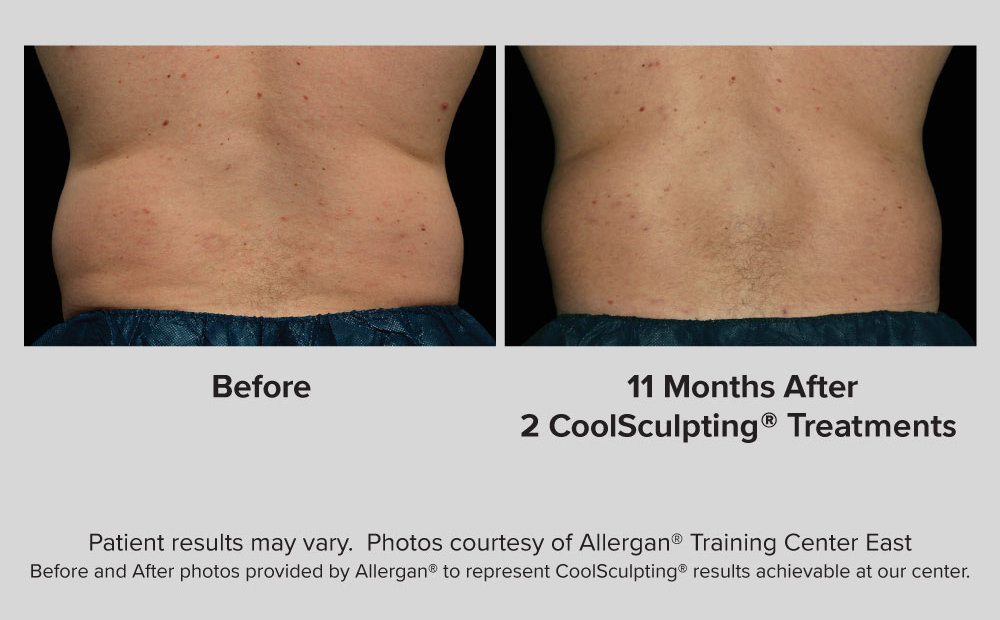 Before
11 Months After
2 CoolSculpting® Treatments
Patient results may vary.  Photos courtesy of Allergan® Training Center East
Before and After photos provided by Allergan® to represent CoolSculpting® results achievable at our center.